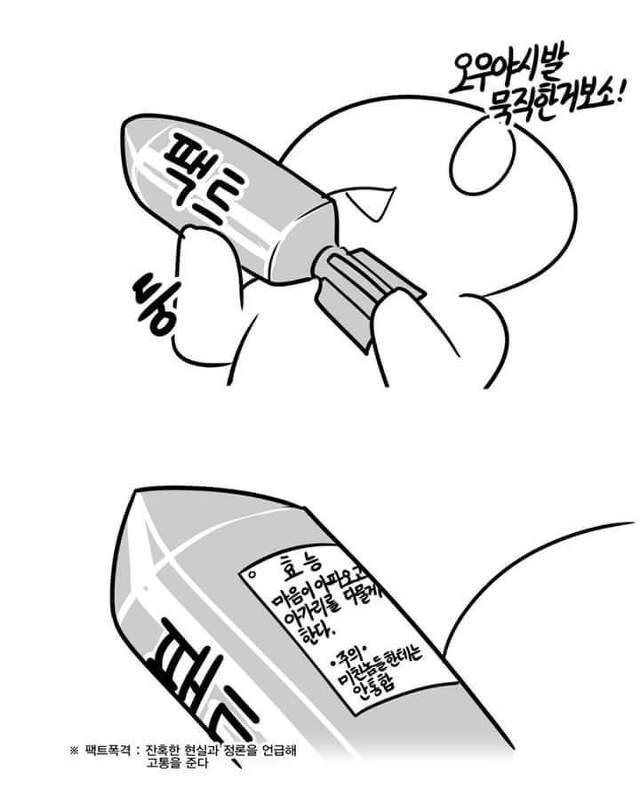 오우야시발
묵직한거보소!
팩트
둥
효능
마음이 아파오고
아가리를 다물게
한다.
•주의•
미친놈들한테는
안통함
팩트
※ 팩트폭격 : 잔혹한 현실과 정론을 언급해
고통을 준다